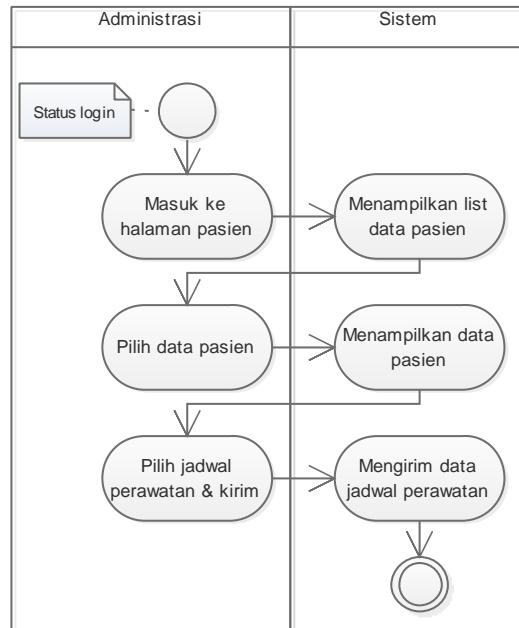 Administrasi
Sistem
Status login
Masuk ke
halaman pasien
Menampilkan list
data pasien
Pilih data pasien
Menampilkan data
pasien
Pilih jadwal
perawatan & kirim
Mengirim data
jadwal perawatan